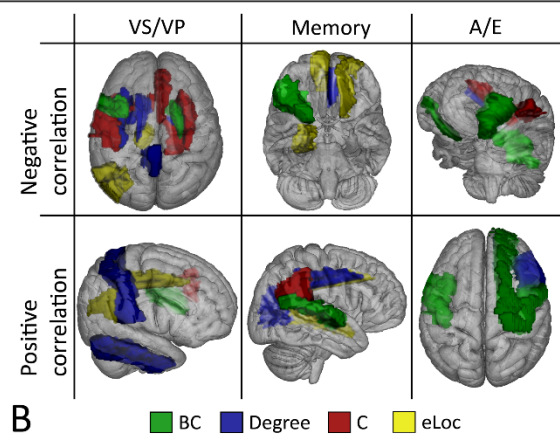 VS/VP Memory A/E
Negative
correlation
Positive
correlation
B
BC Degree C eLoc